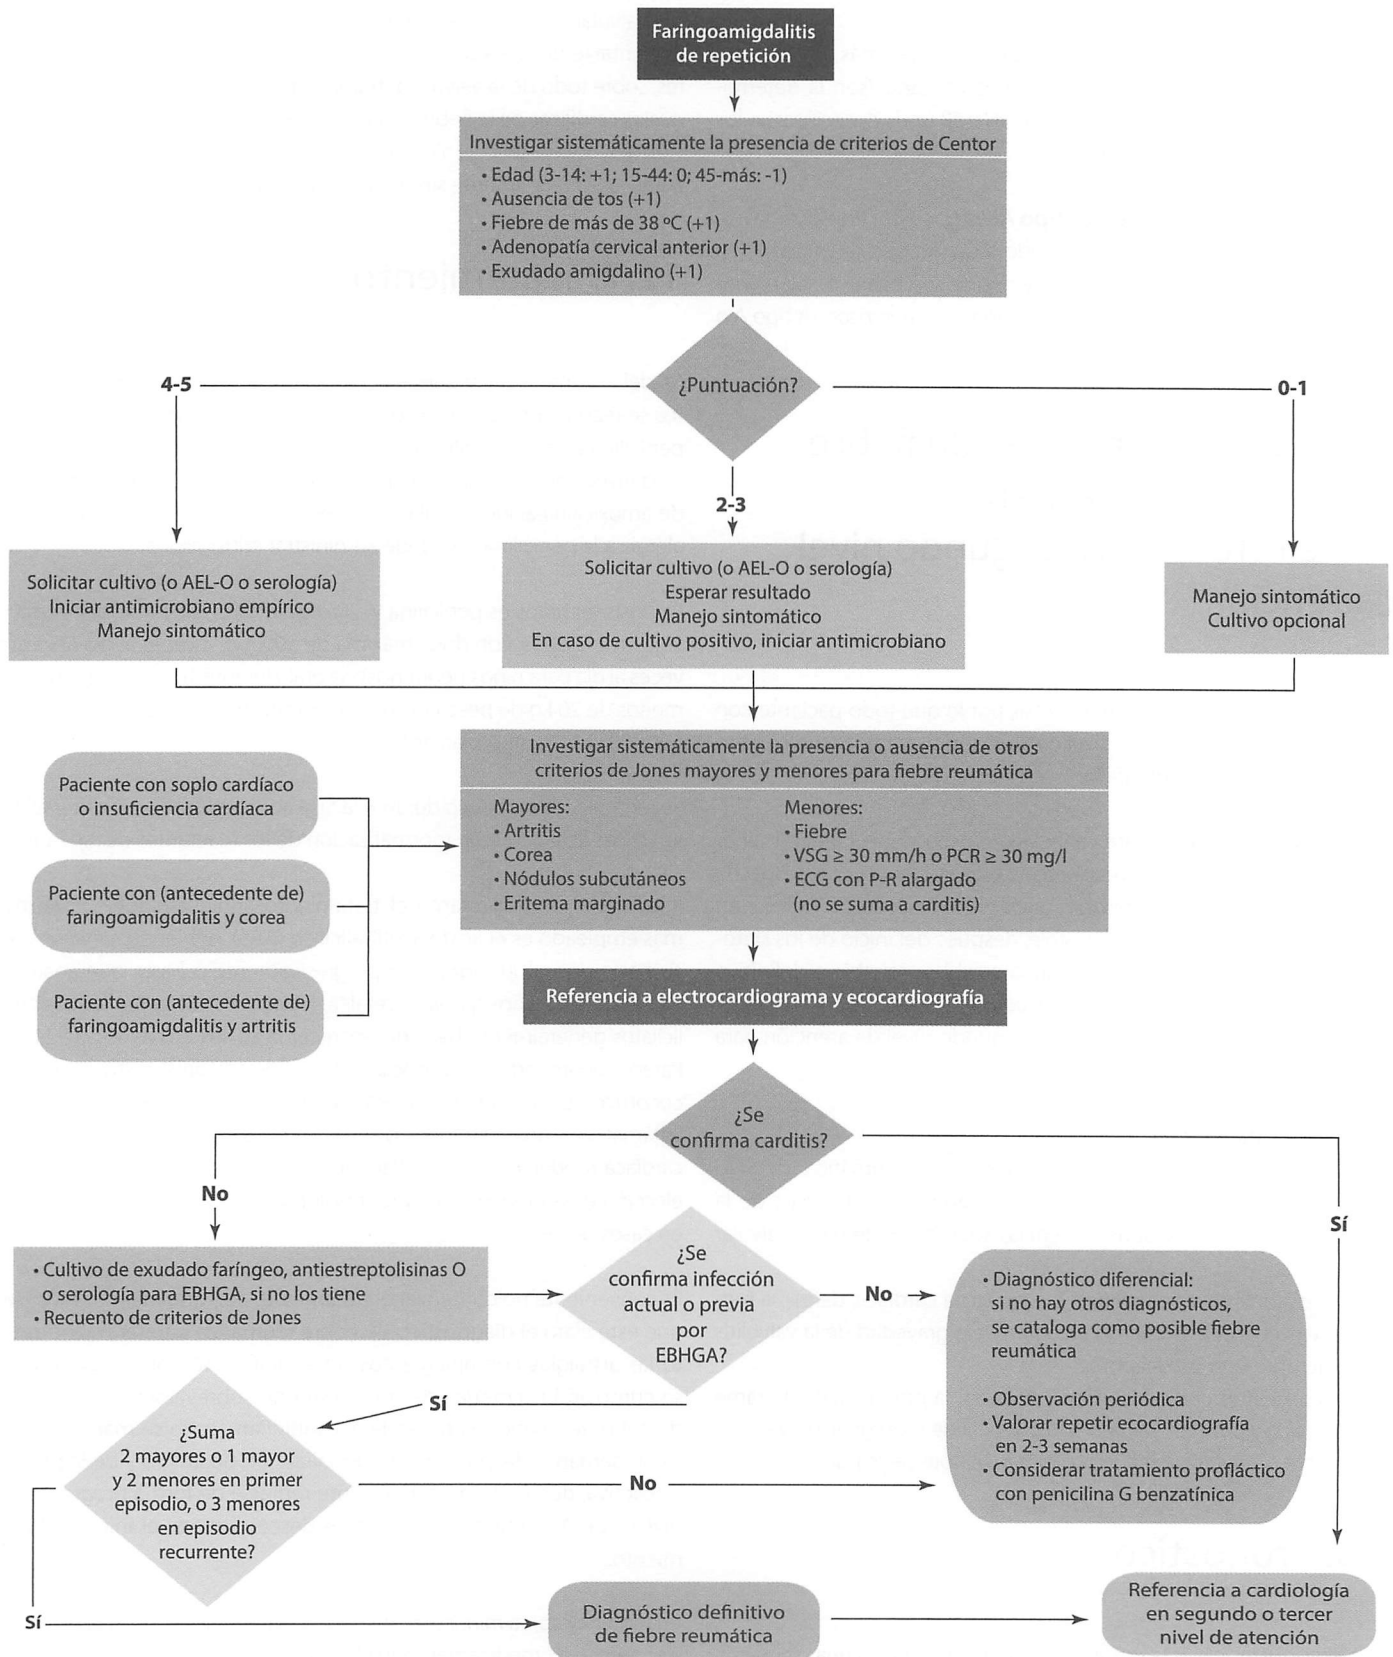 Faringoamigdalitis
de repetición
Investigar sistemáticamente la presencia de criterios de Centor
• Edad (3-14: +1; 15-44: 0; 45-más: -1)
• Ausencia de tos (+1)
• Fiebre de más de 38 ºC (+1)
• Adenopatía cervical anterior (+1)
• Exudado amigdalino (+1)
¿Puntuación?
4-5
0-1
2-3
Solicitar cultivo (o AEL-O o serología)
Iniciar antimicrobiano empírico
Manejo sintomático
Solicitar cultivo (o AEL-O o serología)
Esperar resultado
Manejo sintomático
En caso de cultivo positivo, iniciar antimicrobiano
Manejo sintomático
Cultivo opcional
Paciente con soplo cardíaco
o insuficiencia cardíaca
Paciente con (antecedente de)
faringoamigdalitis y corea
Paciente con (antecedente de)
faringoamigdalitis y artritis
Investigar sistemáticamente la presencia o ausencia de otros
criterios de Jones mayores y menores para fiebre reumática
Mayores:
• Artritis
• Corea
• Nódulos subcutáneos
• Eritema marginado
Menores:
• Fiebre
• VSG ≥ 30 mm/h o PCR ≥ 30 mg/l
• ECG con P-R alargado
(no se suma a carditis)
Referencia a electrocardiograma y ecocardiografía
¿Se
confirma carditis?
No
Sí
• Cultivo de exudado faríngeo, antiestreptolisinas O
o serología para EBHGA, si no los tiene
• Recuento de criterios de Jones
¿Se
confirma infección
actual o previa
por
EBHGA?
No
Sí
• Diagnóstico diferencial:
si no hay otros diagnósticos,
se cataloga como posible fiebre
reumática
• Observación periódica
• Valorar repetir ecocardiografía
en 2-3 semanas
• Considerar tratamiento profláctico
con penicilina G benzatínica
¿Suma
2 mayores o 1 mayor
y 2 menores en primer
episodio, o 3 menores
en episodio
recurrente?
No
Sí
Diagnóstico definitivo
de fiebre reumática
Referencia a cardiología
en segundo o tercer
nivel de atención